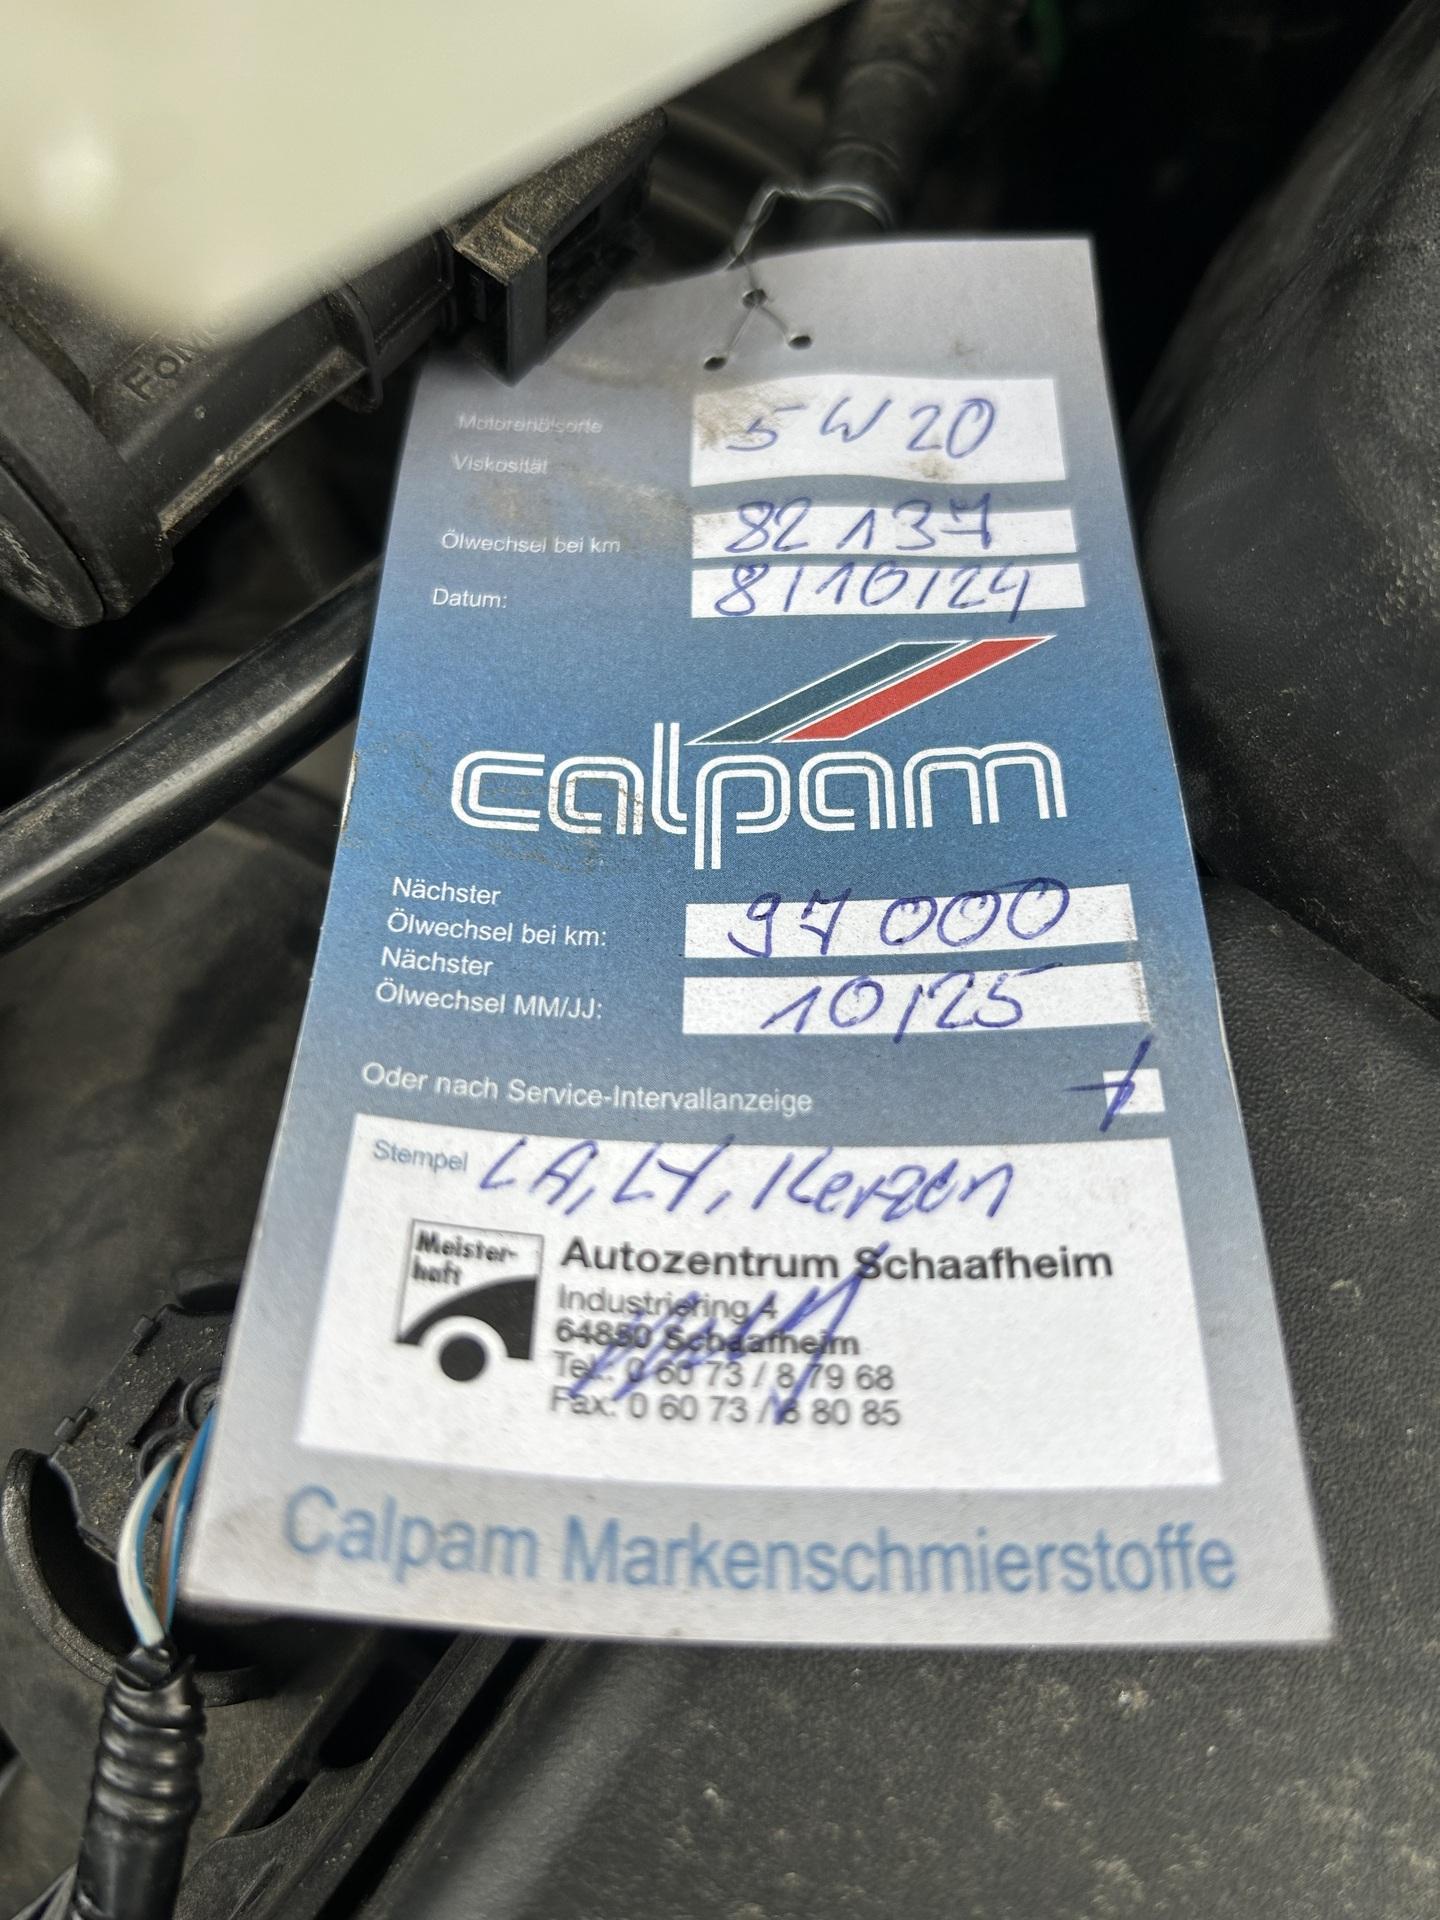 FoMo
Motorenölsorte
Viskosität
5W20
Ölwechsel bei km
82137
Datum:
8/10/24
calpam
Nächster
Ölwechsel bei km:
97000
Nächster
Ölwechsel MM/JJ:
10/25
Oder nach Service-Intervallanzeige
Stempel LA, LY, Kerzen
Meister-
haft
Autozentrum Schaafheim
Industriering 4
64850 Schaafheim
Tel.: 0 60 73 / 8 79 68
Fax: 0 60 73 / 8 80 85
Calpam Markenschmierstoffe